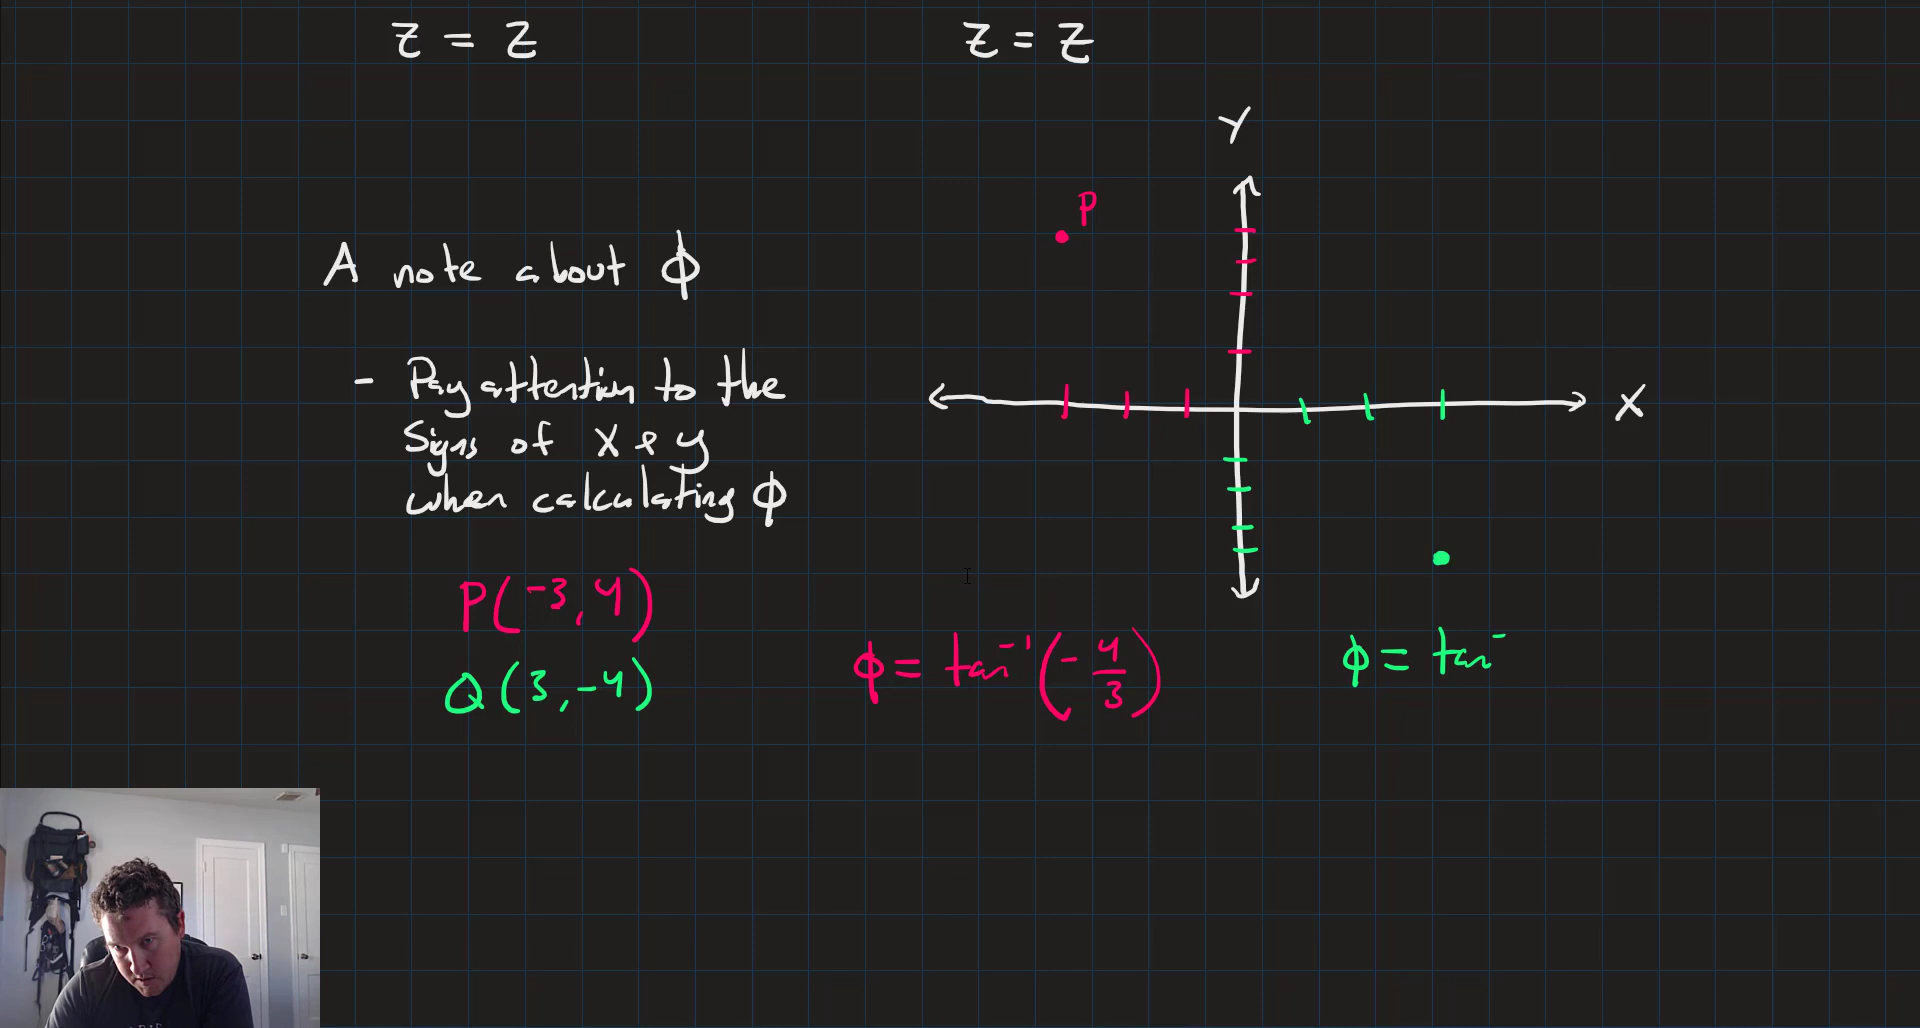 z = z
z = z
Y
P
A note about ϕ
- Pay attention to the
Signs of x & y
when calculating ϕ
X
P(-3, 4)
Q(3, -4)
ϕ = tan⁻¹(-4/3)
ϕ = tan⁻